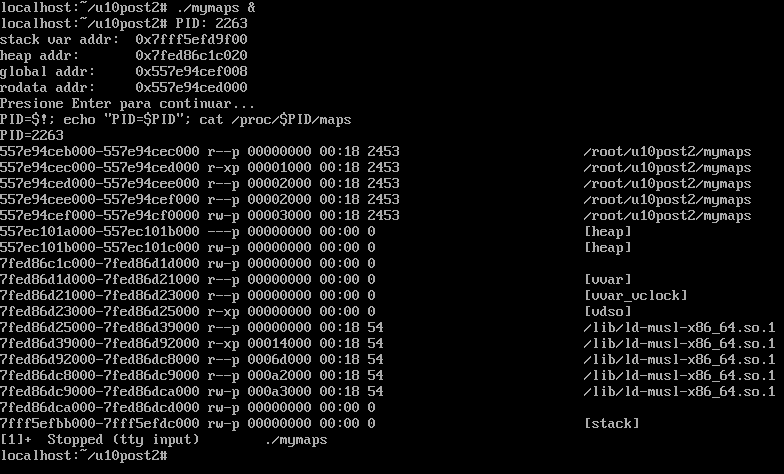 localhost:~/u10post2# ./mymaps &
localhost:~/u10post2# PID: 2263
stack var addr:  0x7fff5efd9f00
heap addr:       0x7fed86c1c020
global addr:     0x557e94cef008
rodata addr:     0x557e94ced000
Presione Enter para continuar...
PID=$!; echo "PID=$PID"; cat /proc/$PID/maps
PID=2263
557e94ceb000-557e94cec000 r--p 00000000 00:18 2453                       /root/u10post2/mymaps
557e94cec000-557e94ced000 r-xp 00001000 00:18 2453                       /root/u10post2/mymaps
557e94ced000-557e94cee000 r--p 00002000 00:18 2453                       /root/u10post2/mymaps
557e94cee000-557e94cef000 r--p 00002000 00:18 2453                       /root/u10post2/mymaps
557e94cef000-557e94cf0000 rw-p 00003000 00:18 2453                       /root/u10post2/mymaps
557ec101a000-557ec101b000 ---p 00000000 00:00 0                          [heap]
557ec101b000-557ec101c000 rw-p 00000000 00:00 0                          [heap]
7fed86c1c000-7fed86d1d000 rw-p 00000000 00:00 0
7fed86d1d000-7fed86d21000 r--p 00000000 00:00 0                          [vvar]
7fed86d21000-7fed86d23000 r--p 00000000 00:00 0                          [vvar_vclock]
7fed86d23000-7fed86d25000 r-xp 00000000 00:00 0                          [vdso]
7fed86d25000-7fed86d39000 r--p 00000000 00:18 54                         /lib/ld-musl-x86_64.so.1
7fed86d39000-7fed86d92000 r-xp 00014000 00:18 54                         /lib/ld-musl-x86_64.so.1
7fed86d92000-7fed86dc8000 r--p 0006d000 00:18 54                         /lib/ld-musl-x86_64.so.1
7fed86dc8000-7fed86dc9000 r--p 000a2000 00:18 54                         /lib/ld-musl-x86_64.so.1
7fed86dc9000-7fed86dca000 rw-p 000a3000 00:18 54                         /lib/ld-musl-x86_64.so.1
7fed86dca000-7fed86dcd000 rw-p 00000000 00:00 0
7fff5efbb000-7fff5efdc000 rw-p 00000000 00:00 0                          [stack]
[1]+  Stopped (tty input)        ./mymaps
localhost:~/u10post2#